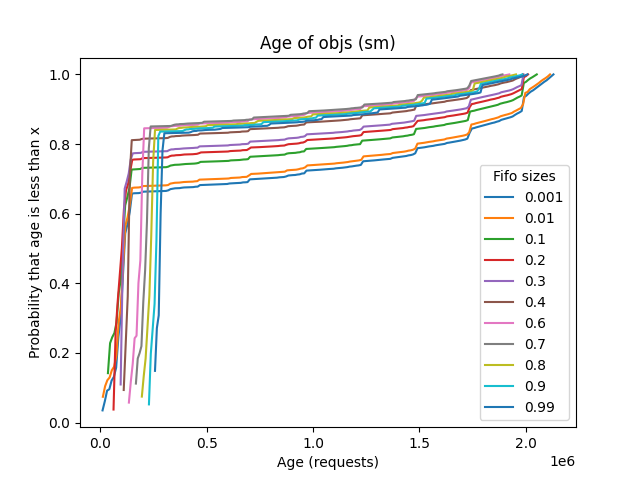 Age of objs (sm)
Probability that age is less than x
1.0
0.8
0.6
0.4
0.2
0.0
Fifo sizes
0.001
0.01
0.1
0.2
0.3
0.4
0.6
0.7
0.8
0.9
0.99
0.0 0.5 1.0 1.5 2.0
1e6
Age (requests)